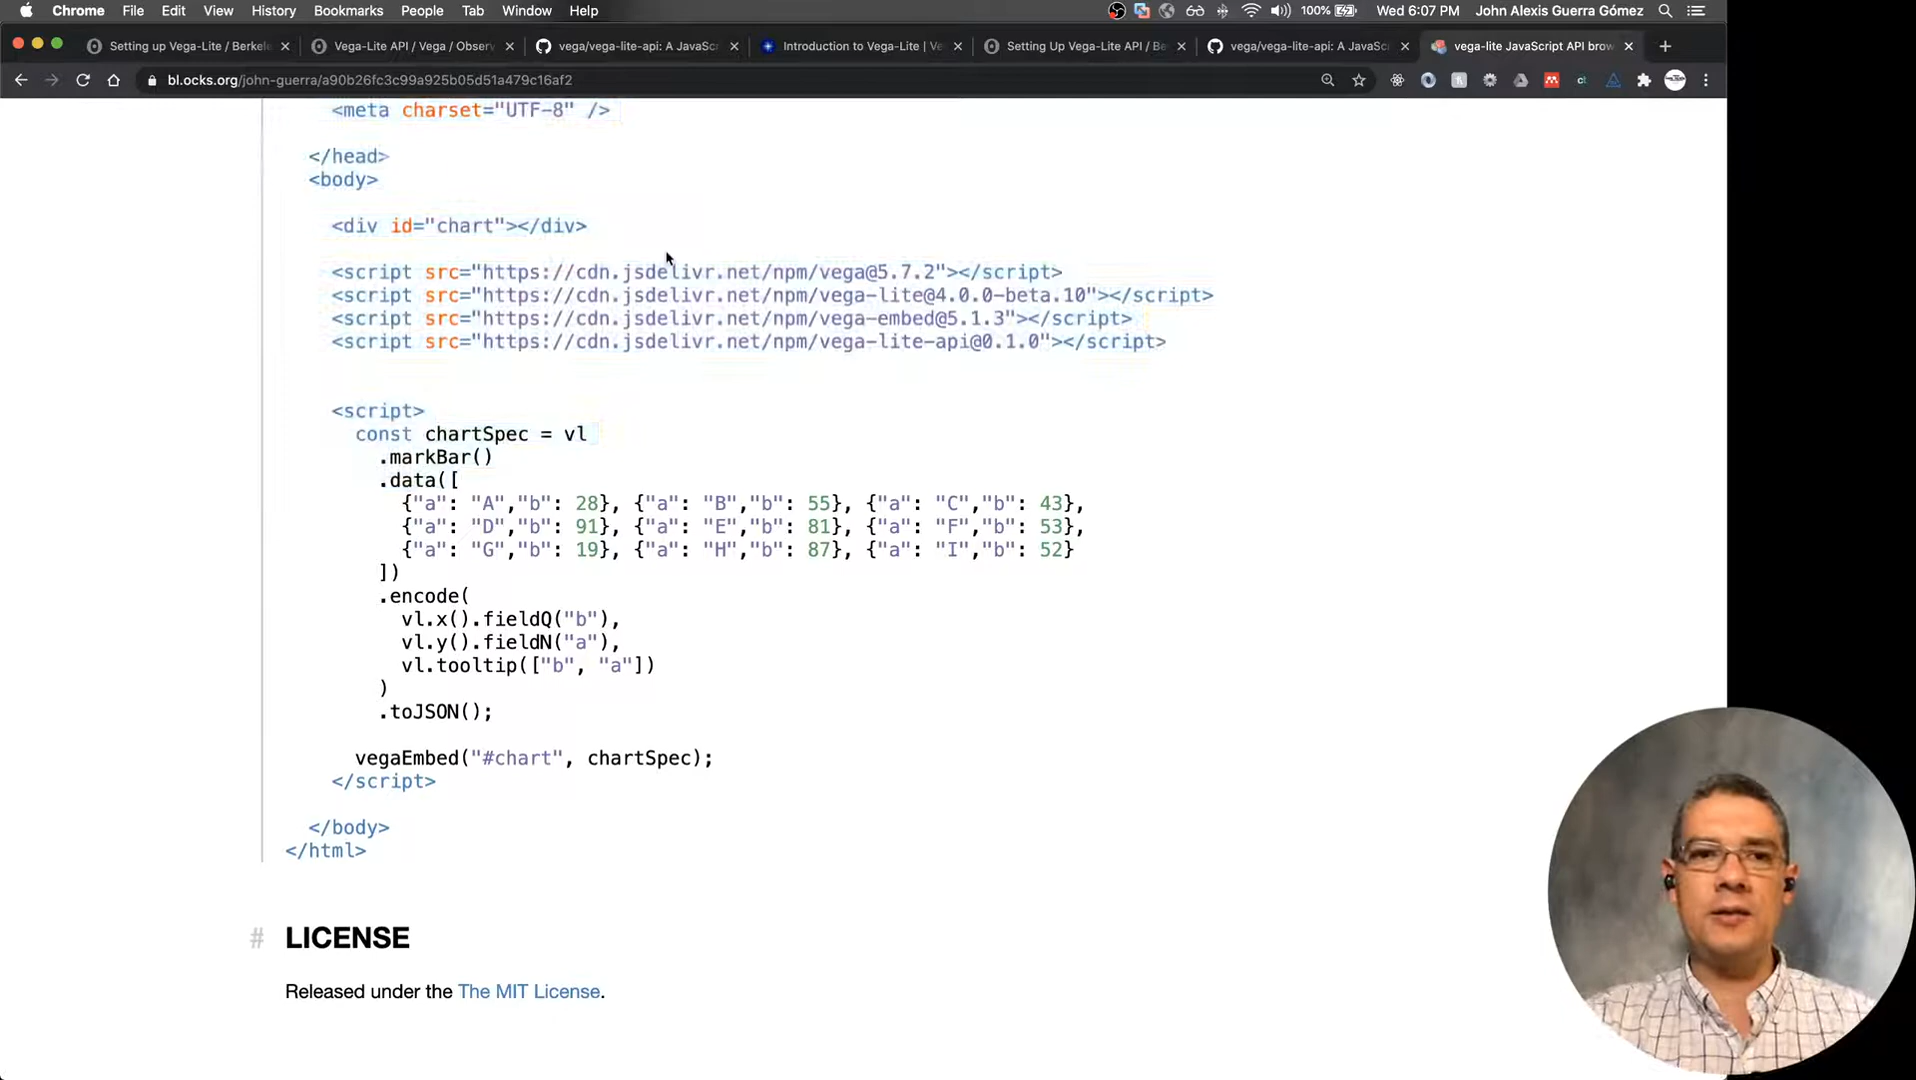 Chrome File Edit View History Bookmarks People Tab Window Help 100% Wed 6:07 PM John Alexis Guerra Gómez
Setting up Vega-Lite / Berkele Vega-Lite API / Vega / Observ vega/vega-lite-api: A JavaScr Introduction to Vega-Lite | Ve Setting Up Vega-Lite API / Be vega/vega-lite-api: A JavaScr vega-lite JavaScript API brow
bl.ocks.org/john-guerra/a90b26fc3c99a925b05d51a479c16af2
<meta charset="UTF-8" />
</head>
<body>
<div id="chart"></div>
<script src="https://cdn.jsdelivr.net/npm/vega@5.7.2"></script>
<script src="https://cdn.jsdelivr.net/npm/vega-lite@4.0.0-beta.10"></script>
<script src="https://cdn.jsdelivr.net/npm/vega-embed@5.1.3"></script>
<script src="https://cdn.jsdelivr.net/npm/vega-lite-api@0.1.0"></script>
<script>
const chartSpec = vl
.markBar()
.data([
{"a": "A","b": 28}, {"a": "B","b": 55}, {"a": "C","b": 43},
{"a": "D","b": 91}, {"a": "E","b": 81}, {"a": "F","b": 53},
{"a": "G","b": 19}, {"a": "H","b": 87}, {"a": "I","b": 52}
])
.encode(
vl.x().fieldQ("b"),
vl.y().fieldN("a"),
vl.tooltip(["b", "a"])
)
.toJSON();
vegaEmbed("#chart", chartSpec);
</script>
</body>
</html>
# LICENSE
Released under the The MIT License.